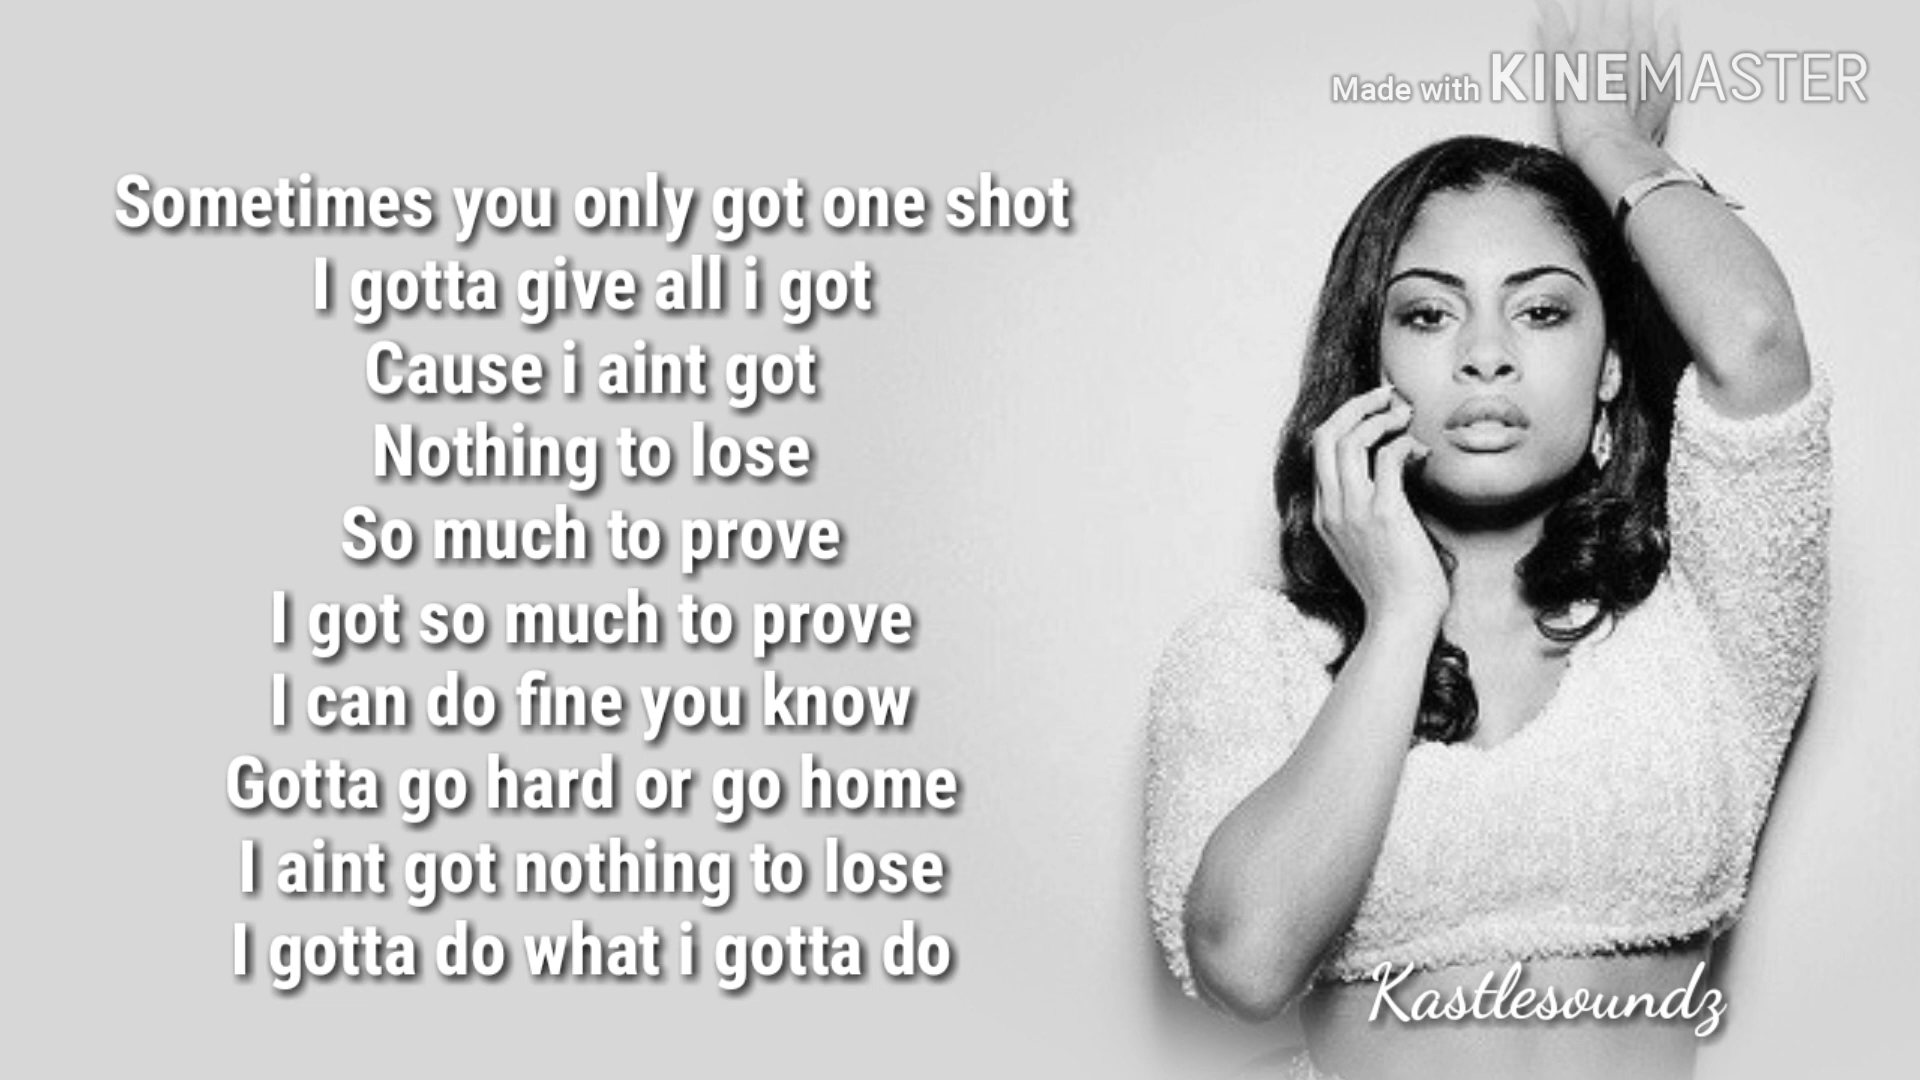 Made with KINEMASTER
Sometimes you only got one shot
I gotta give all i got
Cause i aint got
Nothing to lose
So much to prove
I got so much to prove
I can do fine you know
Gotta go hard or go home
I aint got nothing to lose
I gotta do what i gotta do
Kastlesoundz